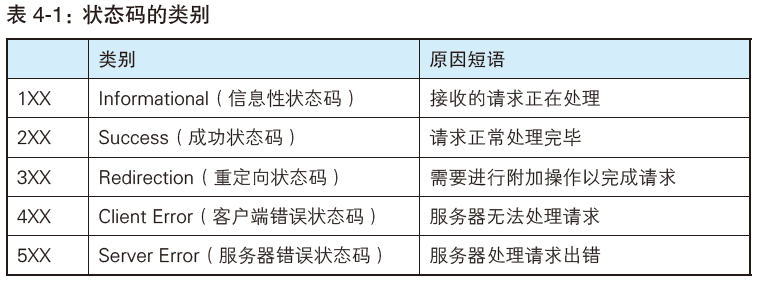 表 4-1：状态码的类别
类别 原因短语
1XX Informational（信息性状态码） 接收的请求正在处理
2XX Success（成功状态码） 请求正常处理完毕
3XX Redirection（重定向状态码） 需要进行附加操作以完成请求
4XX Client Error（客户端错误状态码） 服务器无法处理请求
5XX Server Error（服务器错误状态码） 服务器处理请求出错